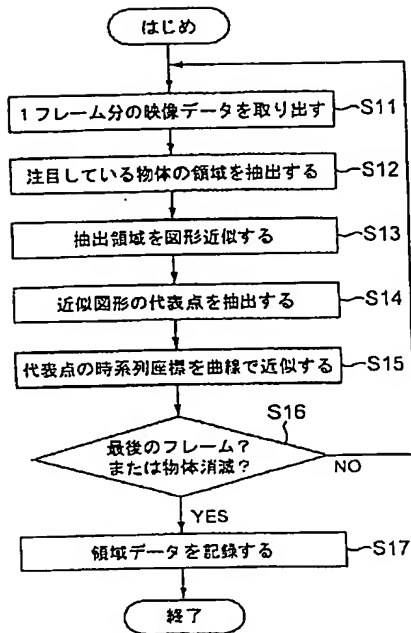 はじめ
1フレーム分の映像データを取り出す
S11
注目している物体の領域を抽出する
S12
抽出領域を図形近似する
S13
近似図形の代表点を抽出する
S14
代表点の時系列座標を曲線で近似する
S15
S16
最後のフレーム?
または物体消滅?
NO
YES
領域データを記録する
S17
終了